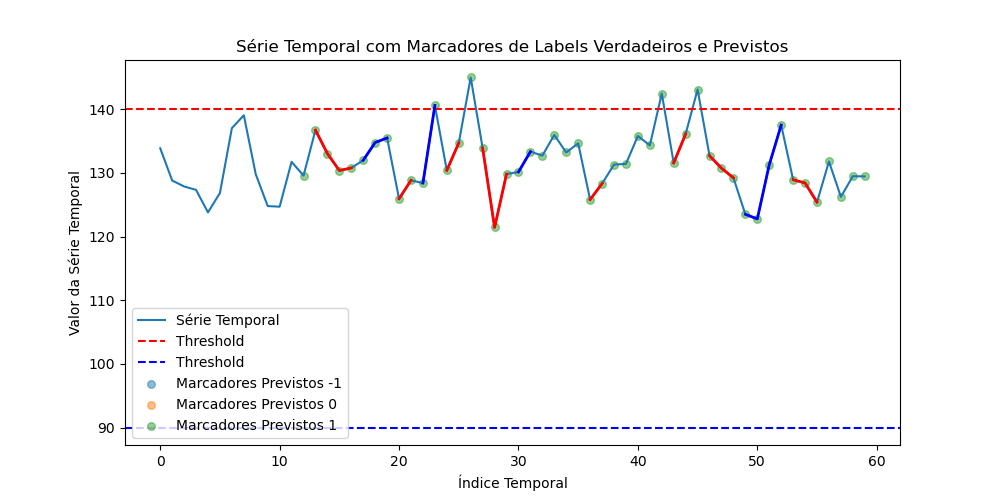 Série Temporal com Marcadores de Labels Verdadeiros e Previstos
Valor da Série Temporal
140
130
120
110
100
90
Série Temporal
Threshold
Threshold
Marcadores Previstos -1
Marcadores Previstos 0
Marcadores Previstos 1
0
10
20
30
40
50
60
Índice Temporal